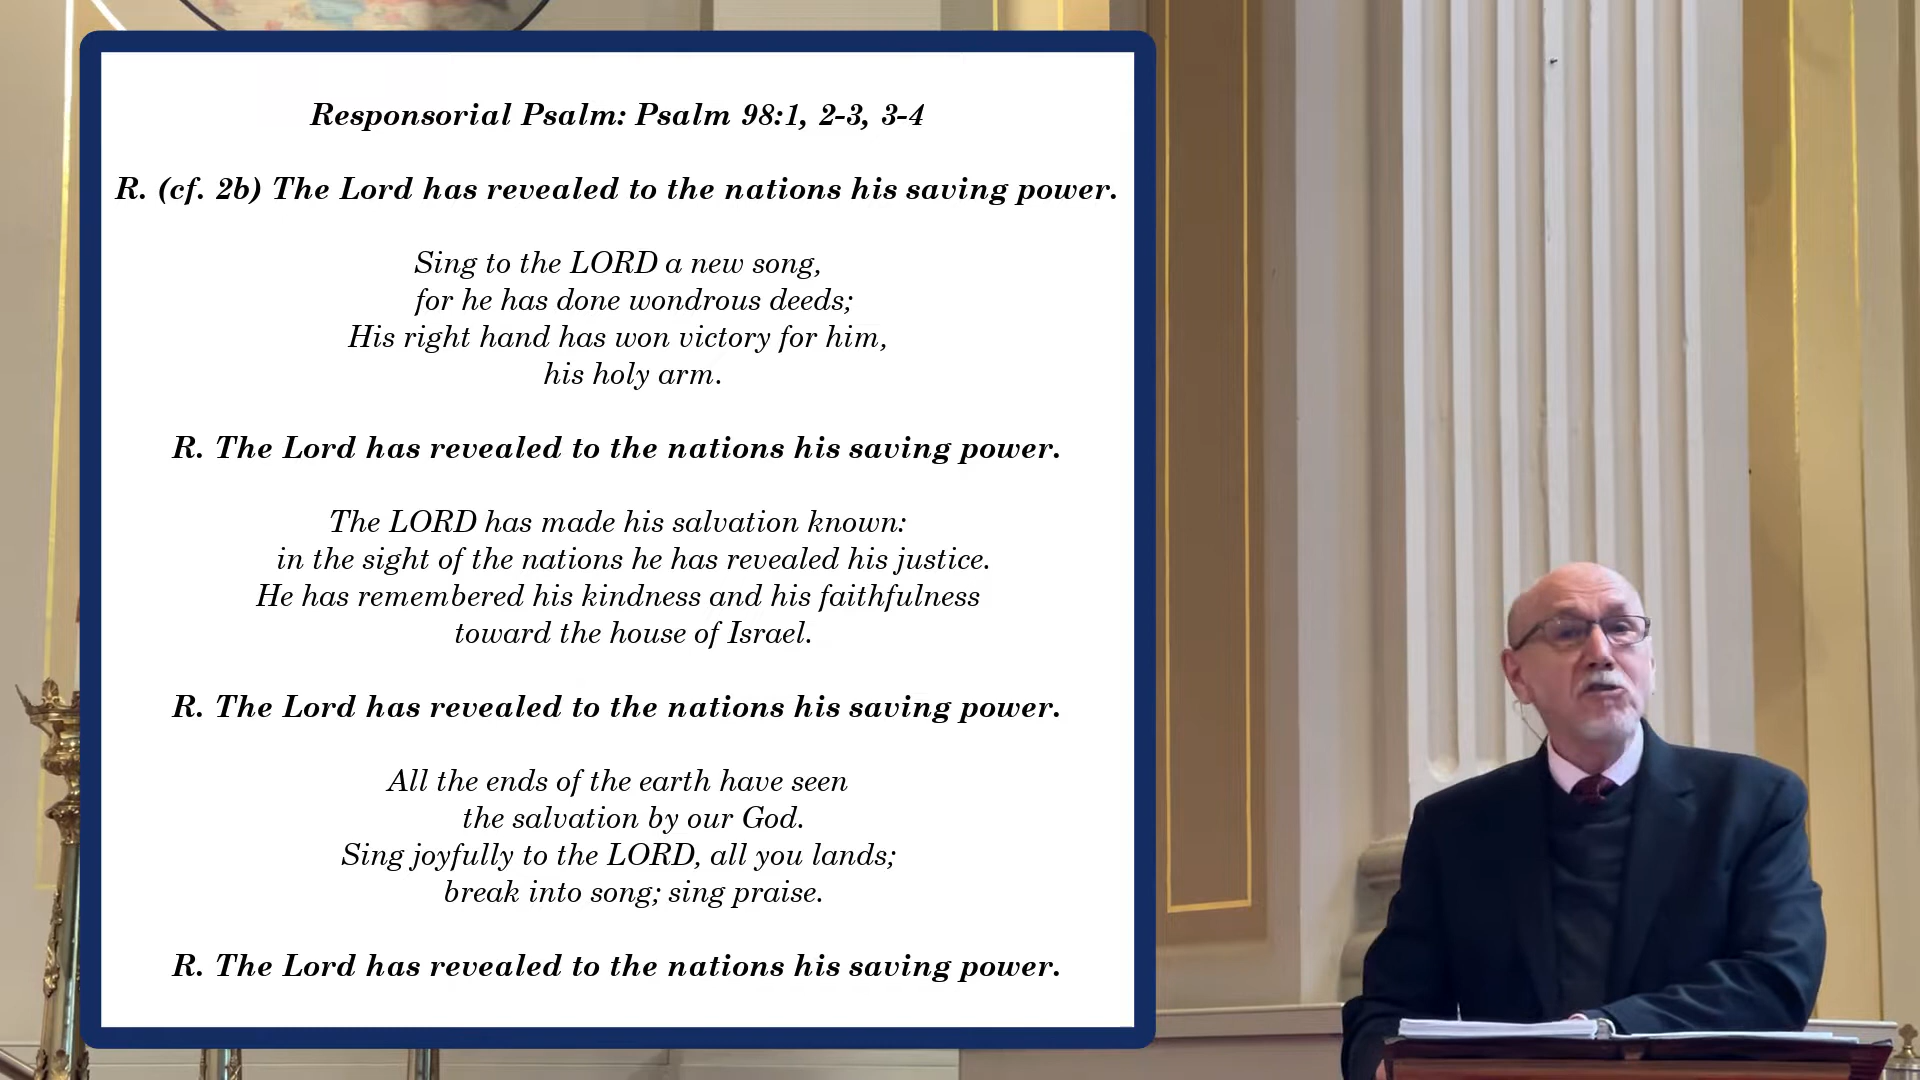 Responsorial Psalm: Psalm 98:1, 2-3, 3-4
R. (cf. 2b) The Lord has revealed to the nations his saving power.
Sing to the LORD a new song,
for he has done wondrous deeds;
His right hand has won victory for him,
his holy arm.
R. The Lord has revealed to the nations his saving power.
The LORD has made his salvation known:
in the sight of the nations he has revealed his justice.
He has remembered his kindness and his faithfulness
toward the house of Israel.
R. The Lord has revealed to the nations his saving power.
All the ends of the earth have seen
the salvation by our God.
Sing joyfully to the LORD, all you lands;
break into song; sing praise.
R. The Lord has revealed to the nations his saving power.